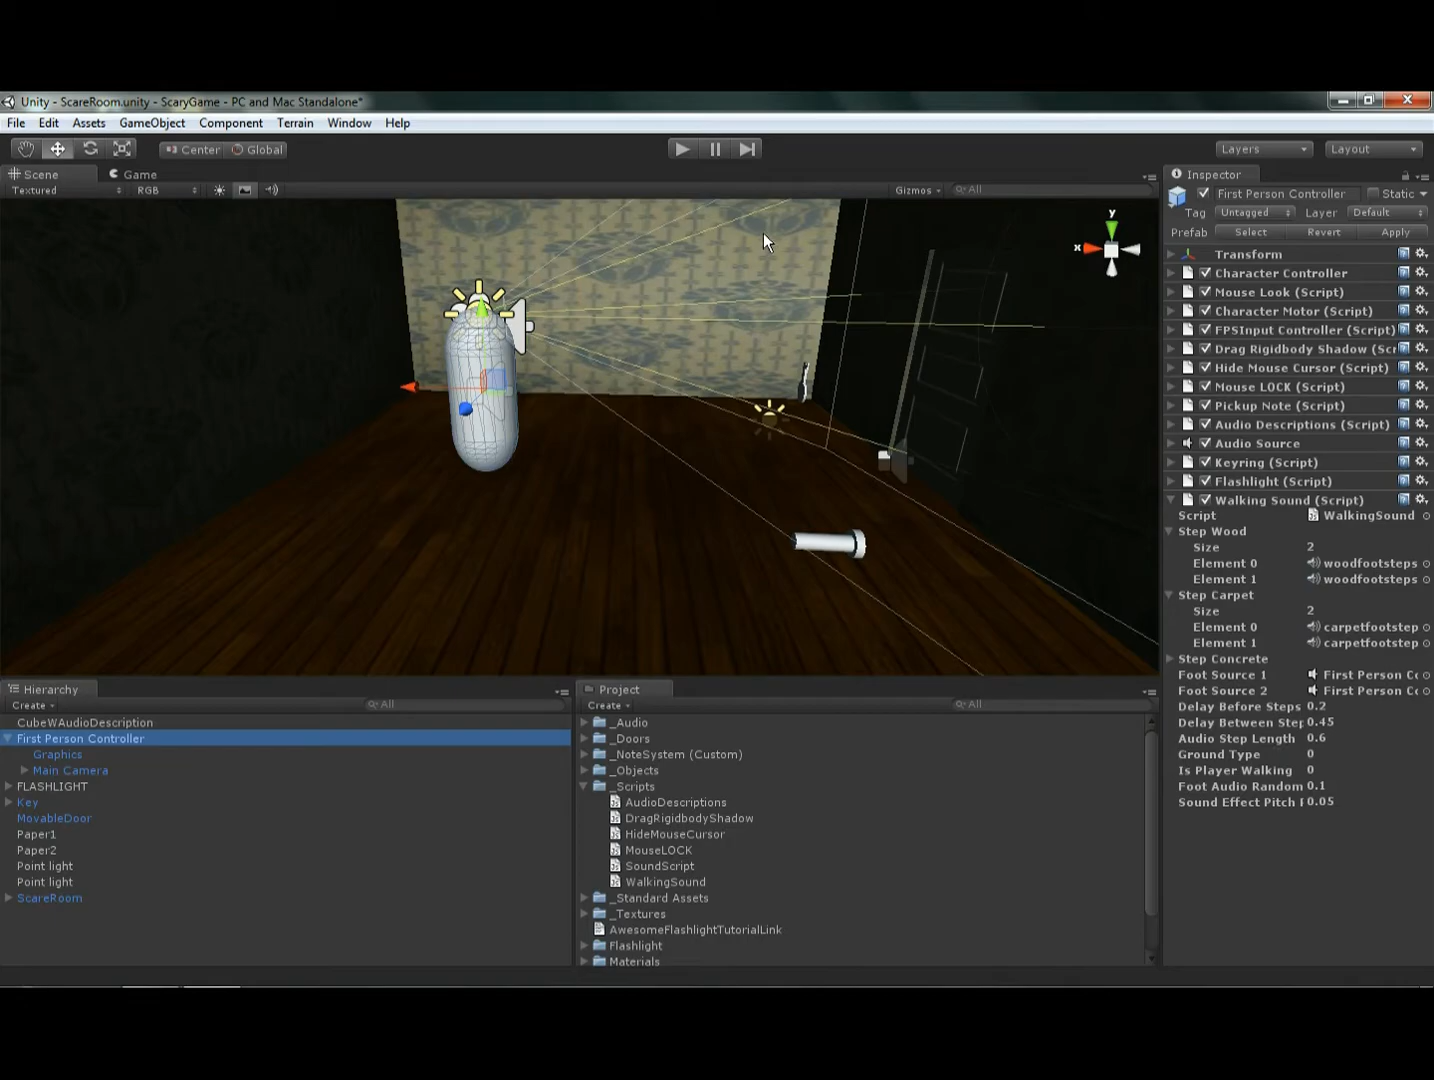 Unity - ScareRoom.unity - ScaryGame - PC and Mac Standalone*
File Edit Assets GameObject Component Terrain Window Help
Center Global Layers Layout
Scene Game
Textured RGB Gizmos All
Inspector
First Person Controller Static
Tag Untagged Layer Default
Prefab Select Revert Apply
Transform
Character Controller
Mouse Look (Script)
Character Motor (Script)
FPSInput Controller (Script)
Drag Rigidbody Shadow (Scr
Hide Mouse Cursor (Script)
Mouse LOCK (Script)
Pickup Note (Script)
Audio Descriptions (Script)
Audio Source
Keyring (Script)
Flashlight (Script)
Walking Sound (Script)
Script WalkingSound
Step Wood
Size 2
Element 0 woodfootsteps
Element 1 woodfootsteps
Step Carpet
Size 2
Element 0 carpetfootstep
Element 1 carpetfootstep
Step Concrete
Foot Source 1 First Person Co
Foot Source 2 First Person Co
Delay Before Steps 0.2
Delay Between Step 0.45
Audio Step Length 0.6
Ground Type 0
Is Player Walking 0
Foot Audio Random 0.1
Sound Effect Pitch 0.05
y
x
Hierarchy
Create All
CubeWAudioDescription
First Person Controller
Graphics
Main Camera
FLASHLIGHT
Key
MovableDoor
Paper1
Paper2
Point light
Point light
ScareRoom
Project
Create All
_Audio
_Doors
_NoteSystem (Custom)
_Objects
_Scripts
AudioDescriptions
DragRigidbodyShadow
HideMouseCursor
MouseLOCK
SoundScript
WalkingSound
_Standard Assets
_Textures
AwesomeFlashlightTutorialLink
Flashlight
Materials